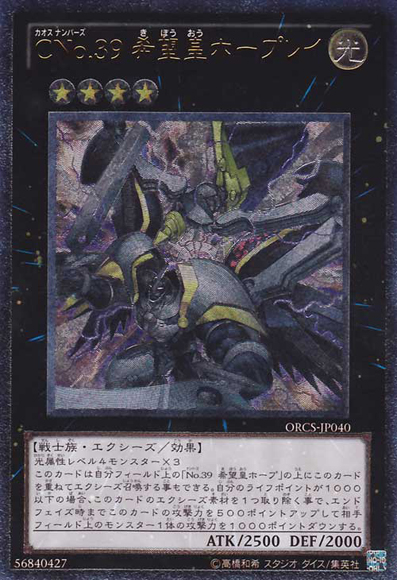 カオスナンバーズ きぼうおう
CNo.39 希望皇ホープレイ
光
ORCS-JP040
【戦士族・エクシーズ/効果】
光属性レベル4モンスター×3
このカードは自分フィールド上の「No.39 希望皇ホープ」の上にこのカード
を重ねてエクシーズ召喚する事もできる。自分のライフポイントが1000
以下の場合、このカードのエクシーズ素材を1つ取り除く事で、エンド
フェイズ時までこのカードの攻撃力を500ポイントアップして相手
フィールド上のモンスター1体の攻撃力を1000ポイントダウンする。
ATK/2500 DEF/2000
56840427
©高橋和希 スタジオ・ダイス/集英社